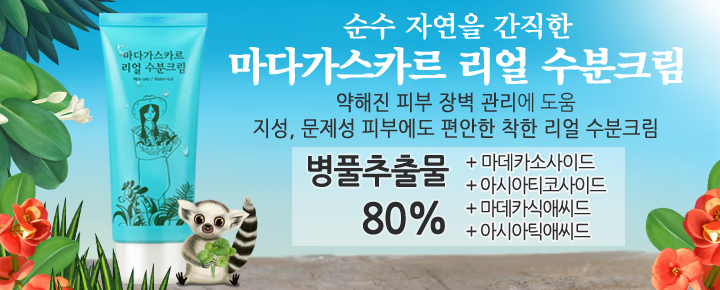 순수 자연을 간직한
마다가스카르 리얼 수분크림
약해진 피부 장벽 관리에 도움
지성, 문제성 피부에도 편안한 착한 리얼 수분크림
병풀추출물
80%
+ 마데카소사이드
+ 아시아티코사이드
+ 마데카식애씨드
+ 아시아틱애씨드
마다가스카르
리얼 수분크림